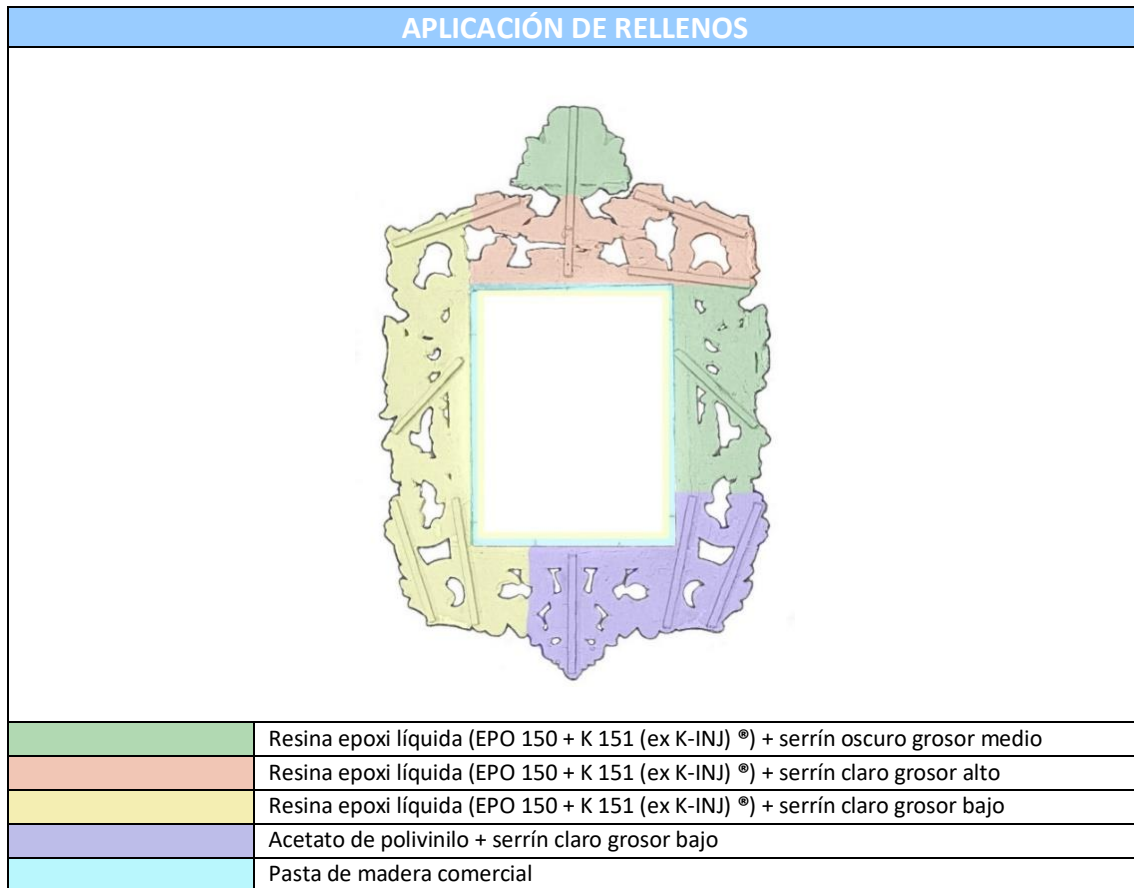 APLICACIÓN DE RELLENOS
Resina epoxi líquida (EPO 150 + K 151 (ex K-INJ) ®) + serrín oscuro grosor medio
Resina epoxi líquida (EPO 150 + K 151 (ex K-INJ) ®) + serrín claro grosor alto
Resina epoxi líquida (EPO 150 + K 151 (ex K-INJ) ®) + serrín claro grosor bajo
Acetato de polivinilo + serrín claro grosor bajo
Pasta de madera comercial